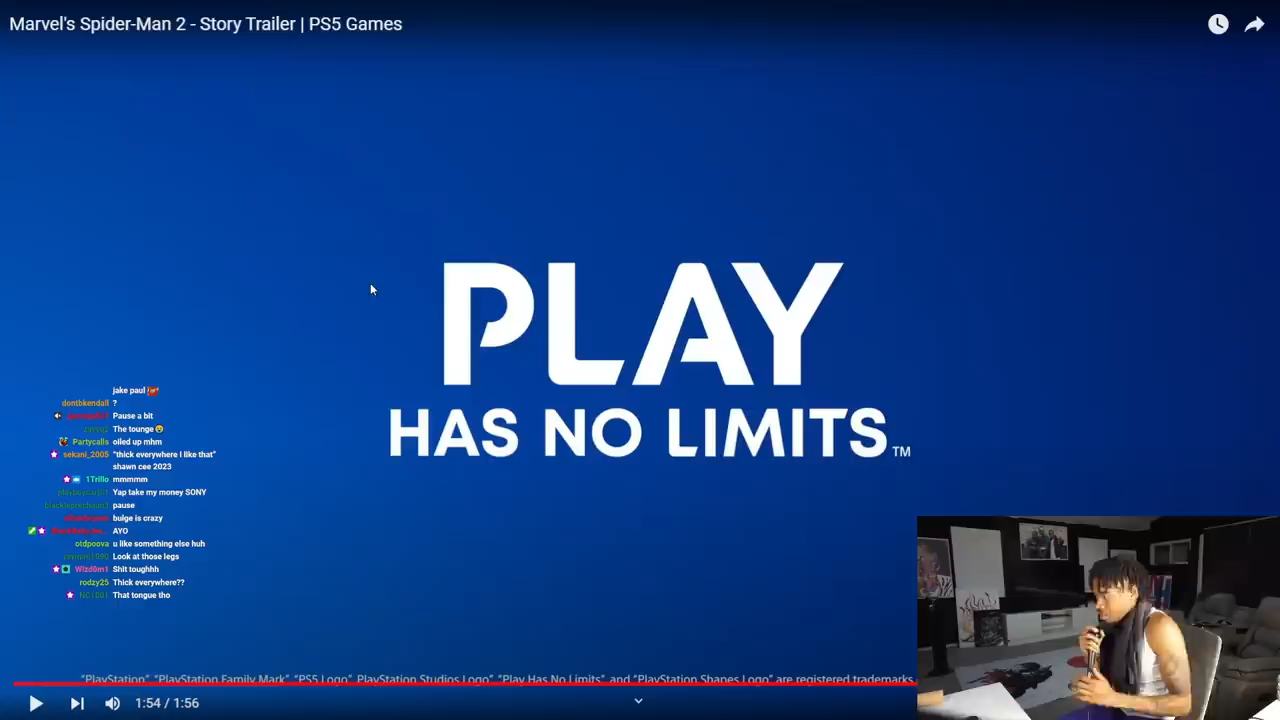 Marvel's Spider-Man 2 - Story Trailer | PS5 Games
PLAY
HAS NO LIMITS™
jake paul
dontbkendall ?
Pause a bit
The tounge
Partycalls oiled up mhm
sekani_2005 "thick everywhere I like that"
shawn cee 2023
1Trillo mmmmm
Yap take my money SONY
pause
bulge is crazy
AYO
otdpoova u like something else huh
Look at those legs
Wizd0m1 Shit toughhh
rodzy25 Thick everywhere??
That tongue tho
"PlayStation", "PlayStation Family Mark", "PS5 Logo", PlayStation Studios Logo", "Play Has No Limits", and "PlayStation Shapes Logo" are registered trademarks
1:54 / 1:56